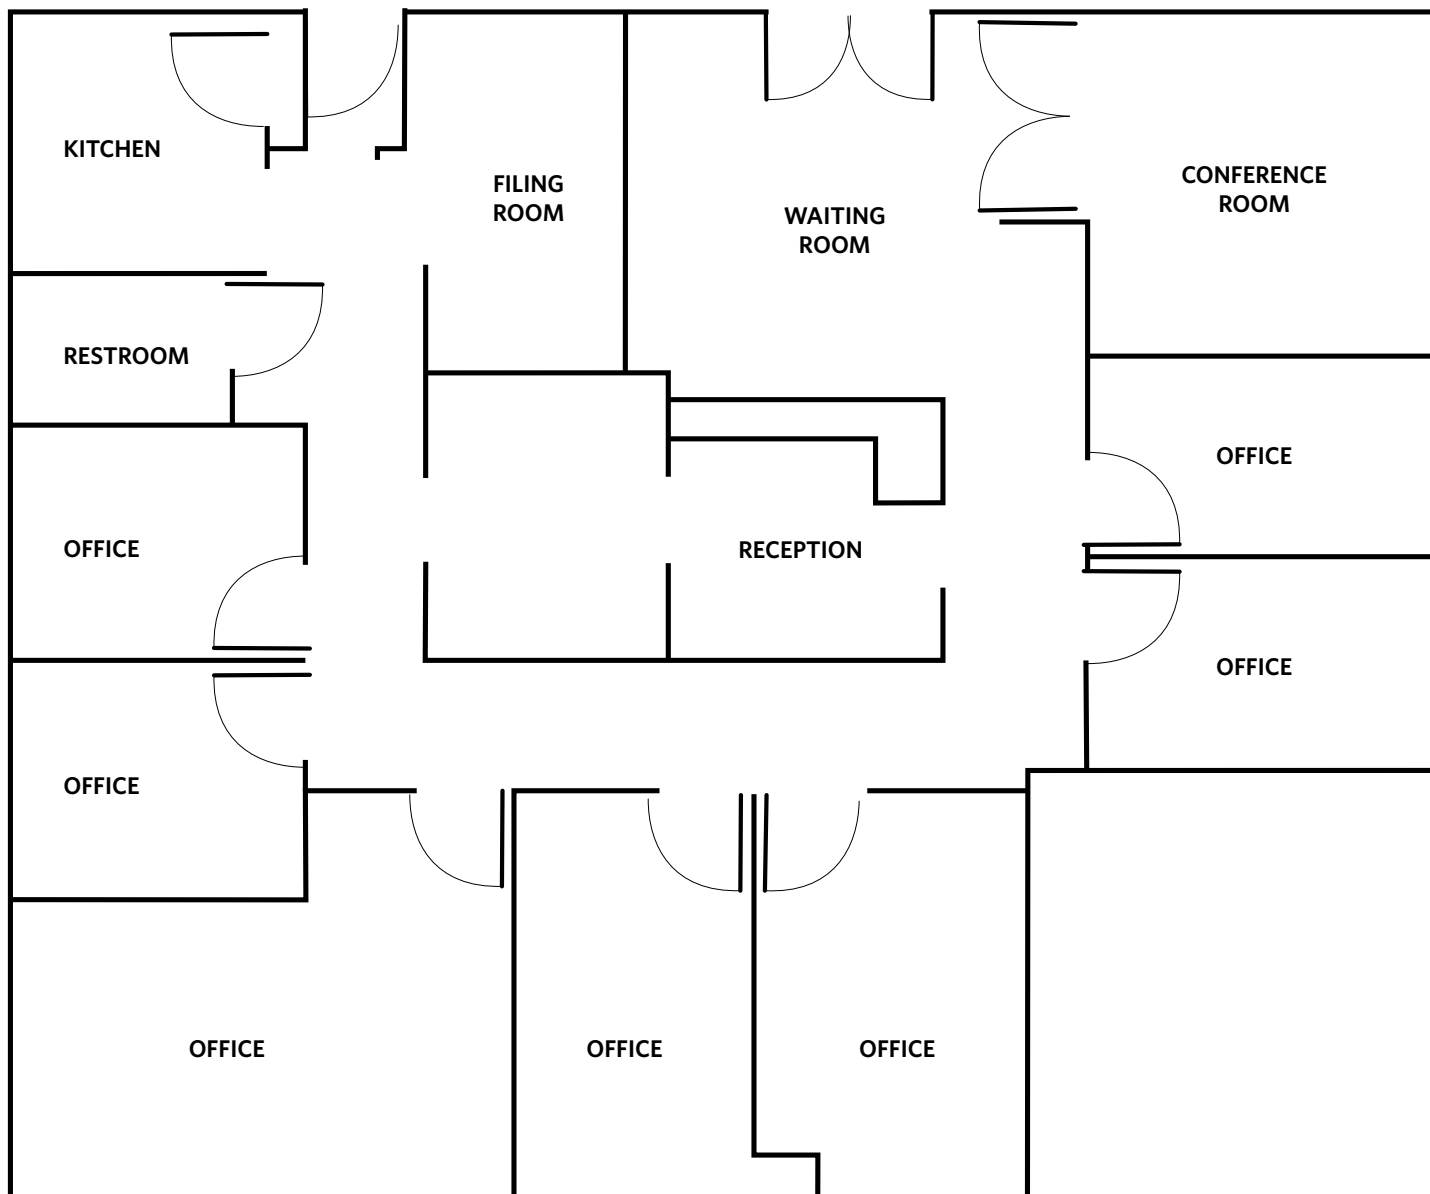 KITCHEN
FILING
ROOM
WAITING
ROOM
CONFERENCE
ROOM
RESTROOM
OFFICE
OFFICE
RECEPTION
OFFICE
OFFICE
OFFICE
OFFICE
OFFICE